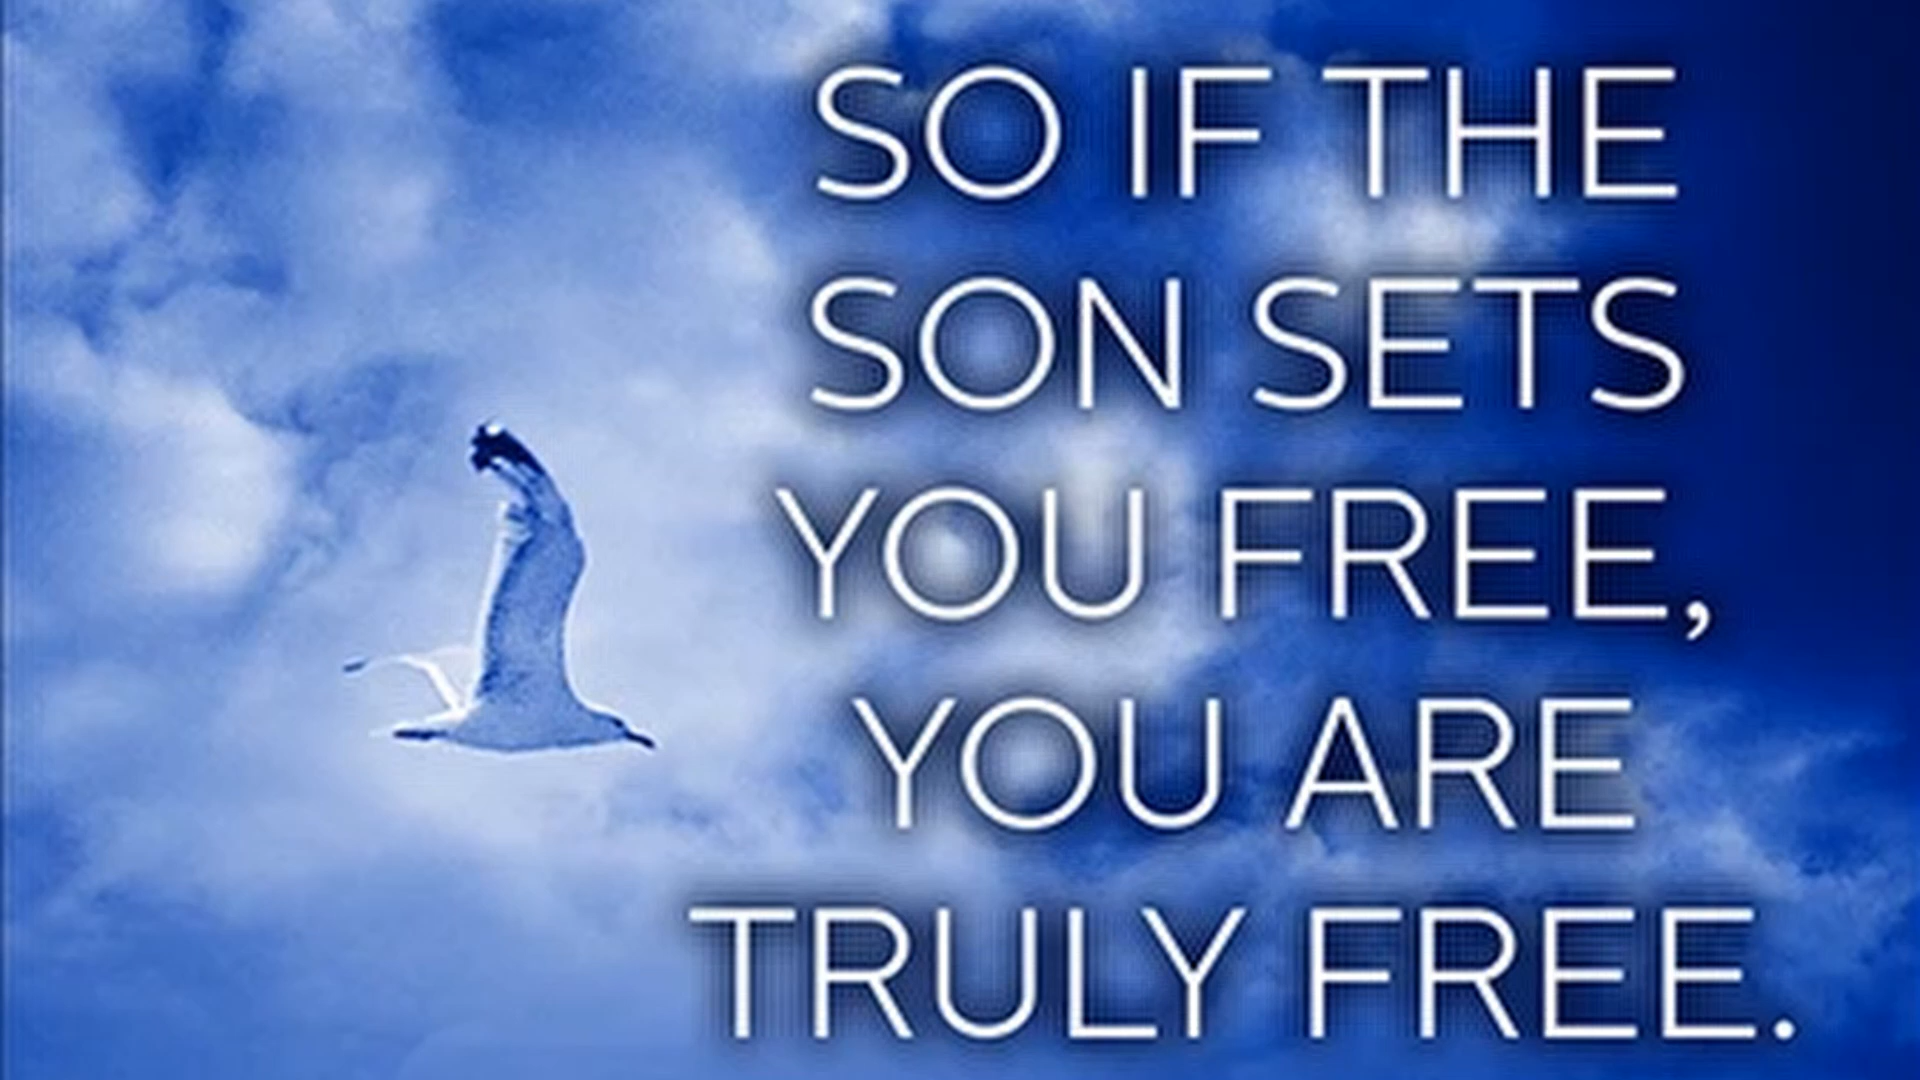 SO IF THE
SON SETS
YOU FREE,
YOU ARE
TRULY FREE.